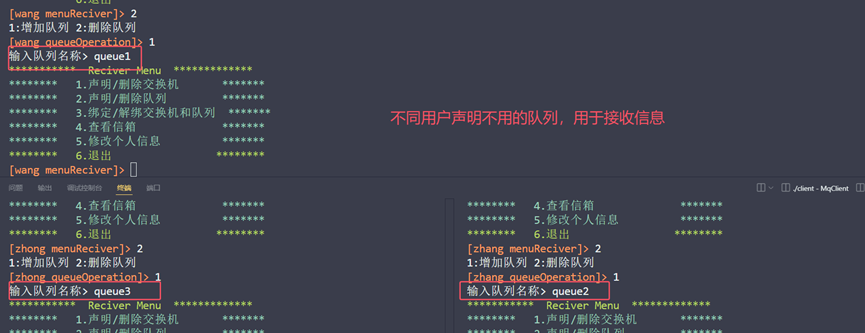 6.退出
[wang menuReciver]> 2
1:增加队列 2:删除队列
[wang queueOperation]> 1
输入队列名称> queue1
*********** Reciver Menu *************
******** 1.声明/删除交换机 *******
******** 2.声明/删除队列 *******
******** 3.绑定/解绑交换机和队列 *******
******** 4.查看信箱 *******
******** 5.修改个人信息 *******
******** 6.退出 ********
[wang menuReciver]>
不同用户声明不用的队列，用于接收信息
问题 输出 调试控制台 终端 端口
./client - MqClient
******** 4.查看信箱 *******
******** 5.修改个人信息 *******
******** 6.退出 ********
[zhong menuReciver]> 2
1:增加队列 2:删除队列
[zhong queueOperation]> 1
输入队列名称> queue3
*********** Reciver Menu *************
******** 1.声明/删除交换机 *******
******** 2.声明/删除队列 *******
******** 4.查看信箱 *******
******** 5.修改个人信息 *******
******** 6.退出 ********
[zhang menuReciver]> 2
1:增加队列 2:删除队列
[zhang queueOperation]> 1
输入队列名称> queue2
*********** Reciver Menu *************
******** 1.声明/删除交换机 *******
******** 2.声明/删除队列 *******